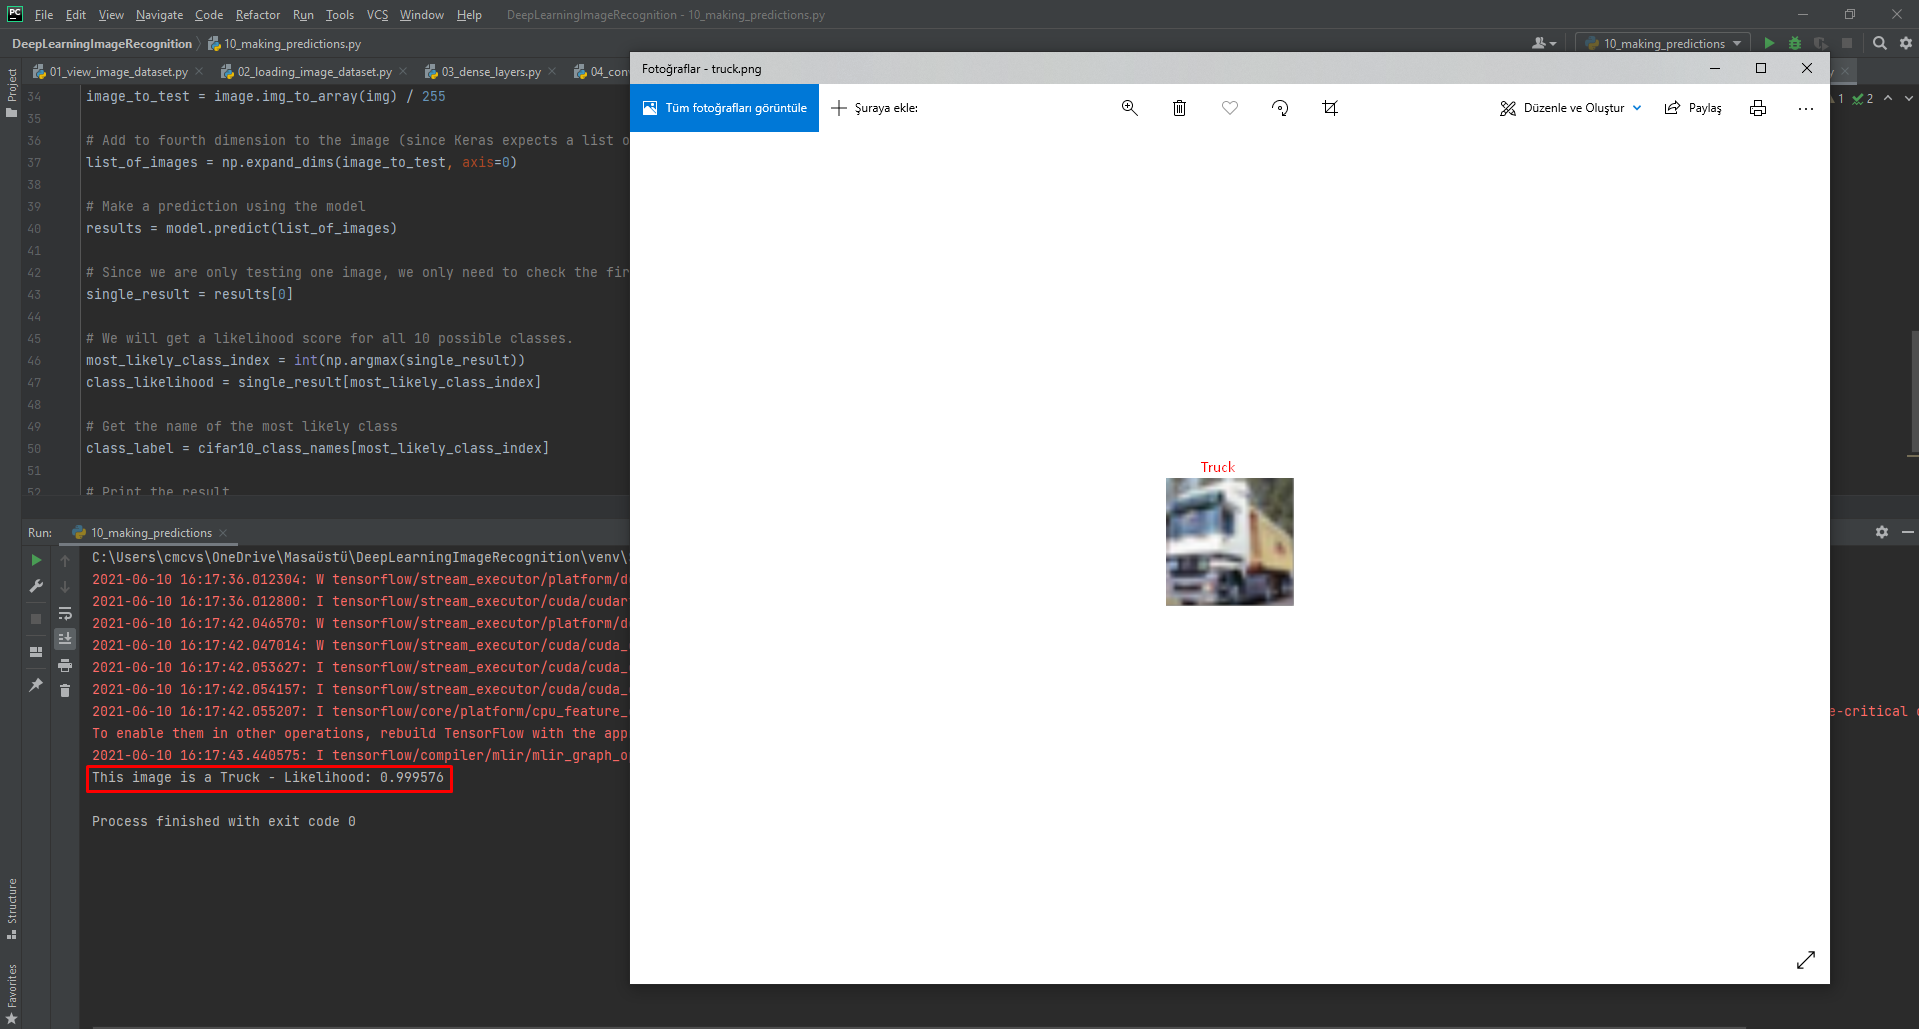 PC File Edit View Navigate Code Refactor Run Tools VCS Window Help DeepLearningImageRecognition - 10_making_predictions.py
DeepLearningImageRecognition 10_making_predictions.py
10_making_predictions
01_view_image_dataset.py 02_loading_image_dataset.py 03_dense_layers.py 04_con
1 2
Project
34 image_to_test = image.img_to_array(img) / 255
35
36 # Add to fourth dimension to the image (since Keras expects a list o
37 list_of_images = np.expand_dims(image_to_test, axis=0)
38
39 # Make a prediction using the model
40 results = model.predict(list_of_images)
41
42 # Since we are only testing one image, we only need to check the fir
43 single_result = results[0]
44
45 # We will get a likelihood score for all 10 possible classes.
46 most_likely_class_index = int(np.argmax(single_result))
47 class_likelihood = single_result[most_likely_class_index]
48
49 # Get the name of the most likely class
50 class_label = cifar10_class_names[most_likely_class_index]
51
52 # Print the result
Fotoğraflar - truck.png
Tüm fotoğrafları görüntüle Şuraya ekle: Düzenle ve Oluştur Paylaş
Truck
Run: 10_making_predictions
C:\Users\cmcvs\OneDrive\Masaüstü\DeepLearningImageRecognition\venv\
2021-06-10 16:17:36.012304: W tensorflow/stream_executor/platform/d
2021-06-10 16:17:36.012800: I tensorflow/stream_executor/cuda/cudar
2021-06-10 16:17:42.046570: W tensorflow/stream_executor/platform/d
2021-06-10 16:17:42.047014: W tensorflow/stream_executor/cuda/cuda_
2021-06-10 16:17:42.053627: I tensorflow/stream_executor/cuda/cuda_
2021-06-10 16:17:42.054157: I tensorflow/stream_executor/cuda/cuda_
2021-06-10 16:17:42.055207: I tensorflow/core/platform/cpu_feature_ e-critical
To enable them in other operations, rebuild TensorFlow with the app
2021-06-10 16:17:43.440575: I tensorflow/compiler/mlir/mlir_graph_o
This image is a Truck - Likelihood: 0.999576
Process finished with exit code 0
Structure
Favorites